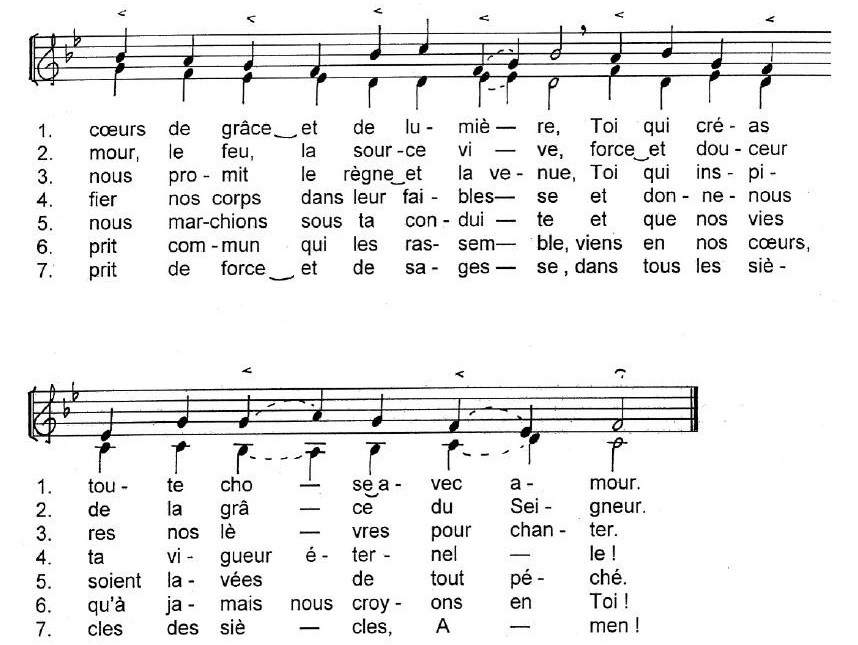 1. cœurs de grâce‿et de lu - miè — re, Toi qui cré - as
2. mour, le feu, la sour-ce vi — ve, force‿et dou - ceur
3. nous pro - mit le règne‿et la ve - nue, Toi qui ins - pi -
4. fier nos corps dans leur fai - bles— se et don - ne - nous
5. nous mar-chions sous ta con - dui — te et que nos vies
6. prit com - mun qui les ras- sem— ble, viens en nos cœurs,
7. prit de force‿et de sa - ges — se , dans tous les siè -
1. tou - te cho — se‿a - vec a - mour.
2. de la grâ — ce du Sei - gneur.
3. res nos lè — vres pour chan - ter.
4. ta vi - gueur é - ter - nel — le !
5. soient la - vées de tout pé - ché.
6. qu'à ja - mais nous croy - ons en Toi !
7. cles des siè — cles, A — men !